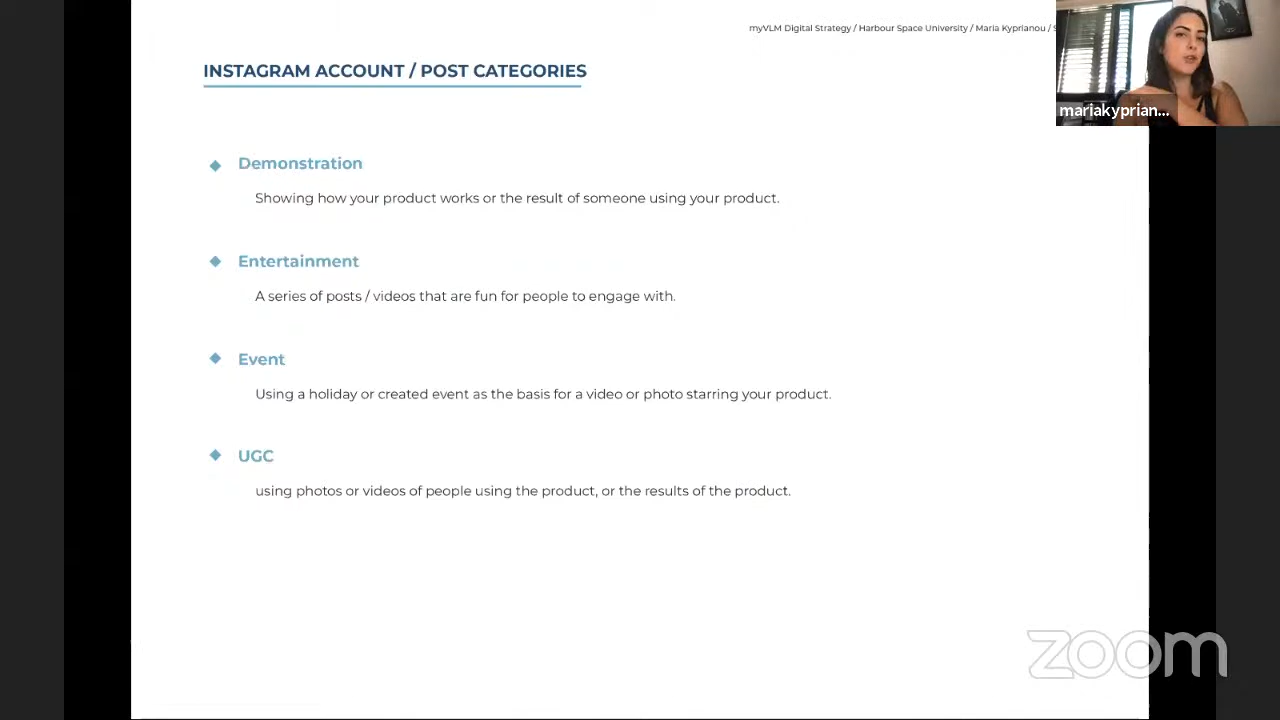 myVLM Digital Strategy / Harbour Space University / Maria Kyprianou /
INSTAGRAM ACCOUNT / POST CATEGORIES
mariakyprian...
Demonstration
Showing how your product works or the result of someone using your product.
Entertainment
A series of posts / videos that are fun for people to engage with.
Event
Using a holiday or created event as the basis for a video or photo starring your product.
UGC
using photos or videos of people using the product, or the results of the product.
zoom